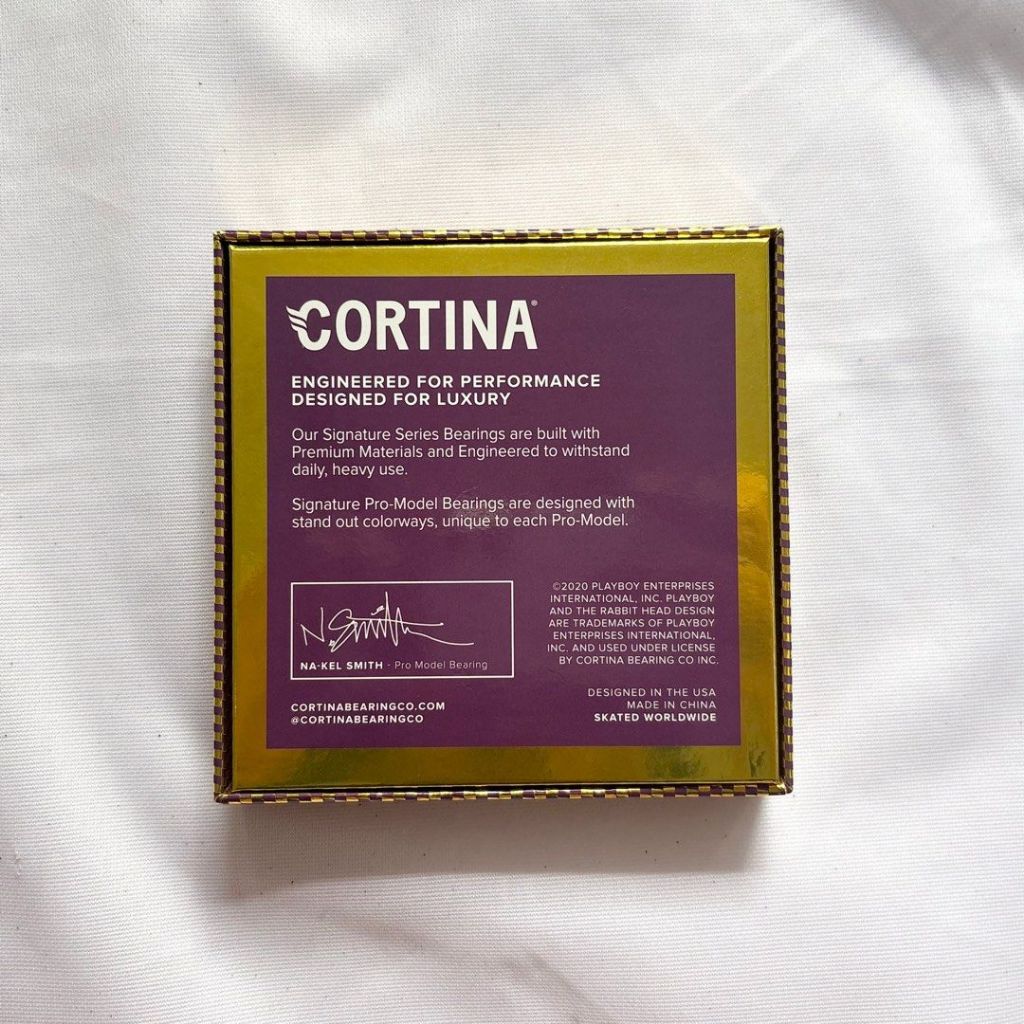 CORTINA®
ENGINEERED FOR PERFORMANCE
DESIGNED FOR LUXURY
Our Signature Series Bearings are built with
Premium Materials and Engineered to withstand
daily, heavy use.
Signature Pro-Model Bearings are designed with
stand out colorways, unique to each Pro-Model.
N. Smith
NA-KEL SMITH - Pro Model Bearing
CORTINABEARINGCO.COM
@CORTINABEARINGCO
©2020 PLAYBOY ENTERPRISES
INTERNATIONAL, INC. PLAYBOY
AND THE RABBIT HEAD DESIGN
ARE TRADEMARKS OF PLAYBOY
ENTERPRISES INTERNATIONAL,
INC. AND USED UNDER LICENSE
BY CORTINA BEARING CO INC.
DESIGNED IN THE USA
MADE IN CHINA
SKATED WORLDWIDE